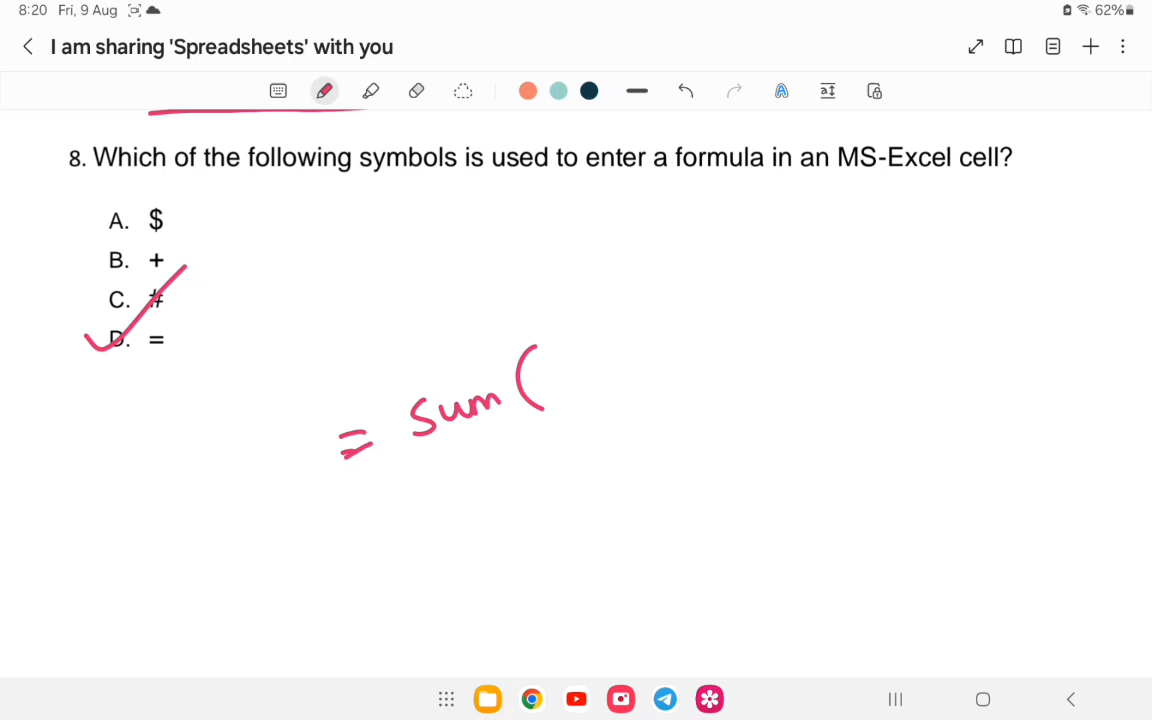 8:20 Fri, 9 Aug 62%
I am sharing 'Spreadsheets' with you
8. Which of the following symbols is used to enter a formula in an MS-Excel cell?
A. $
B. +
C. #
D. =
= Sum (